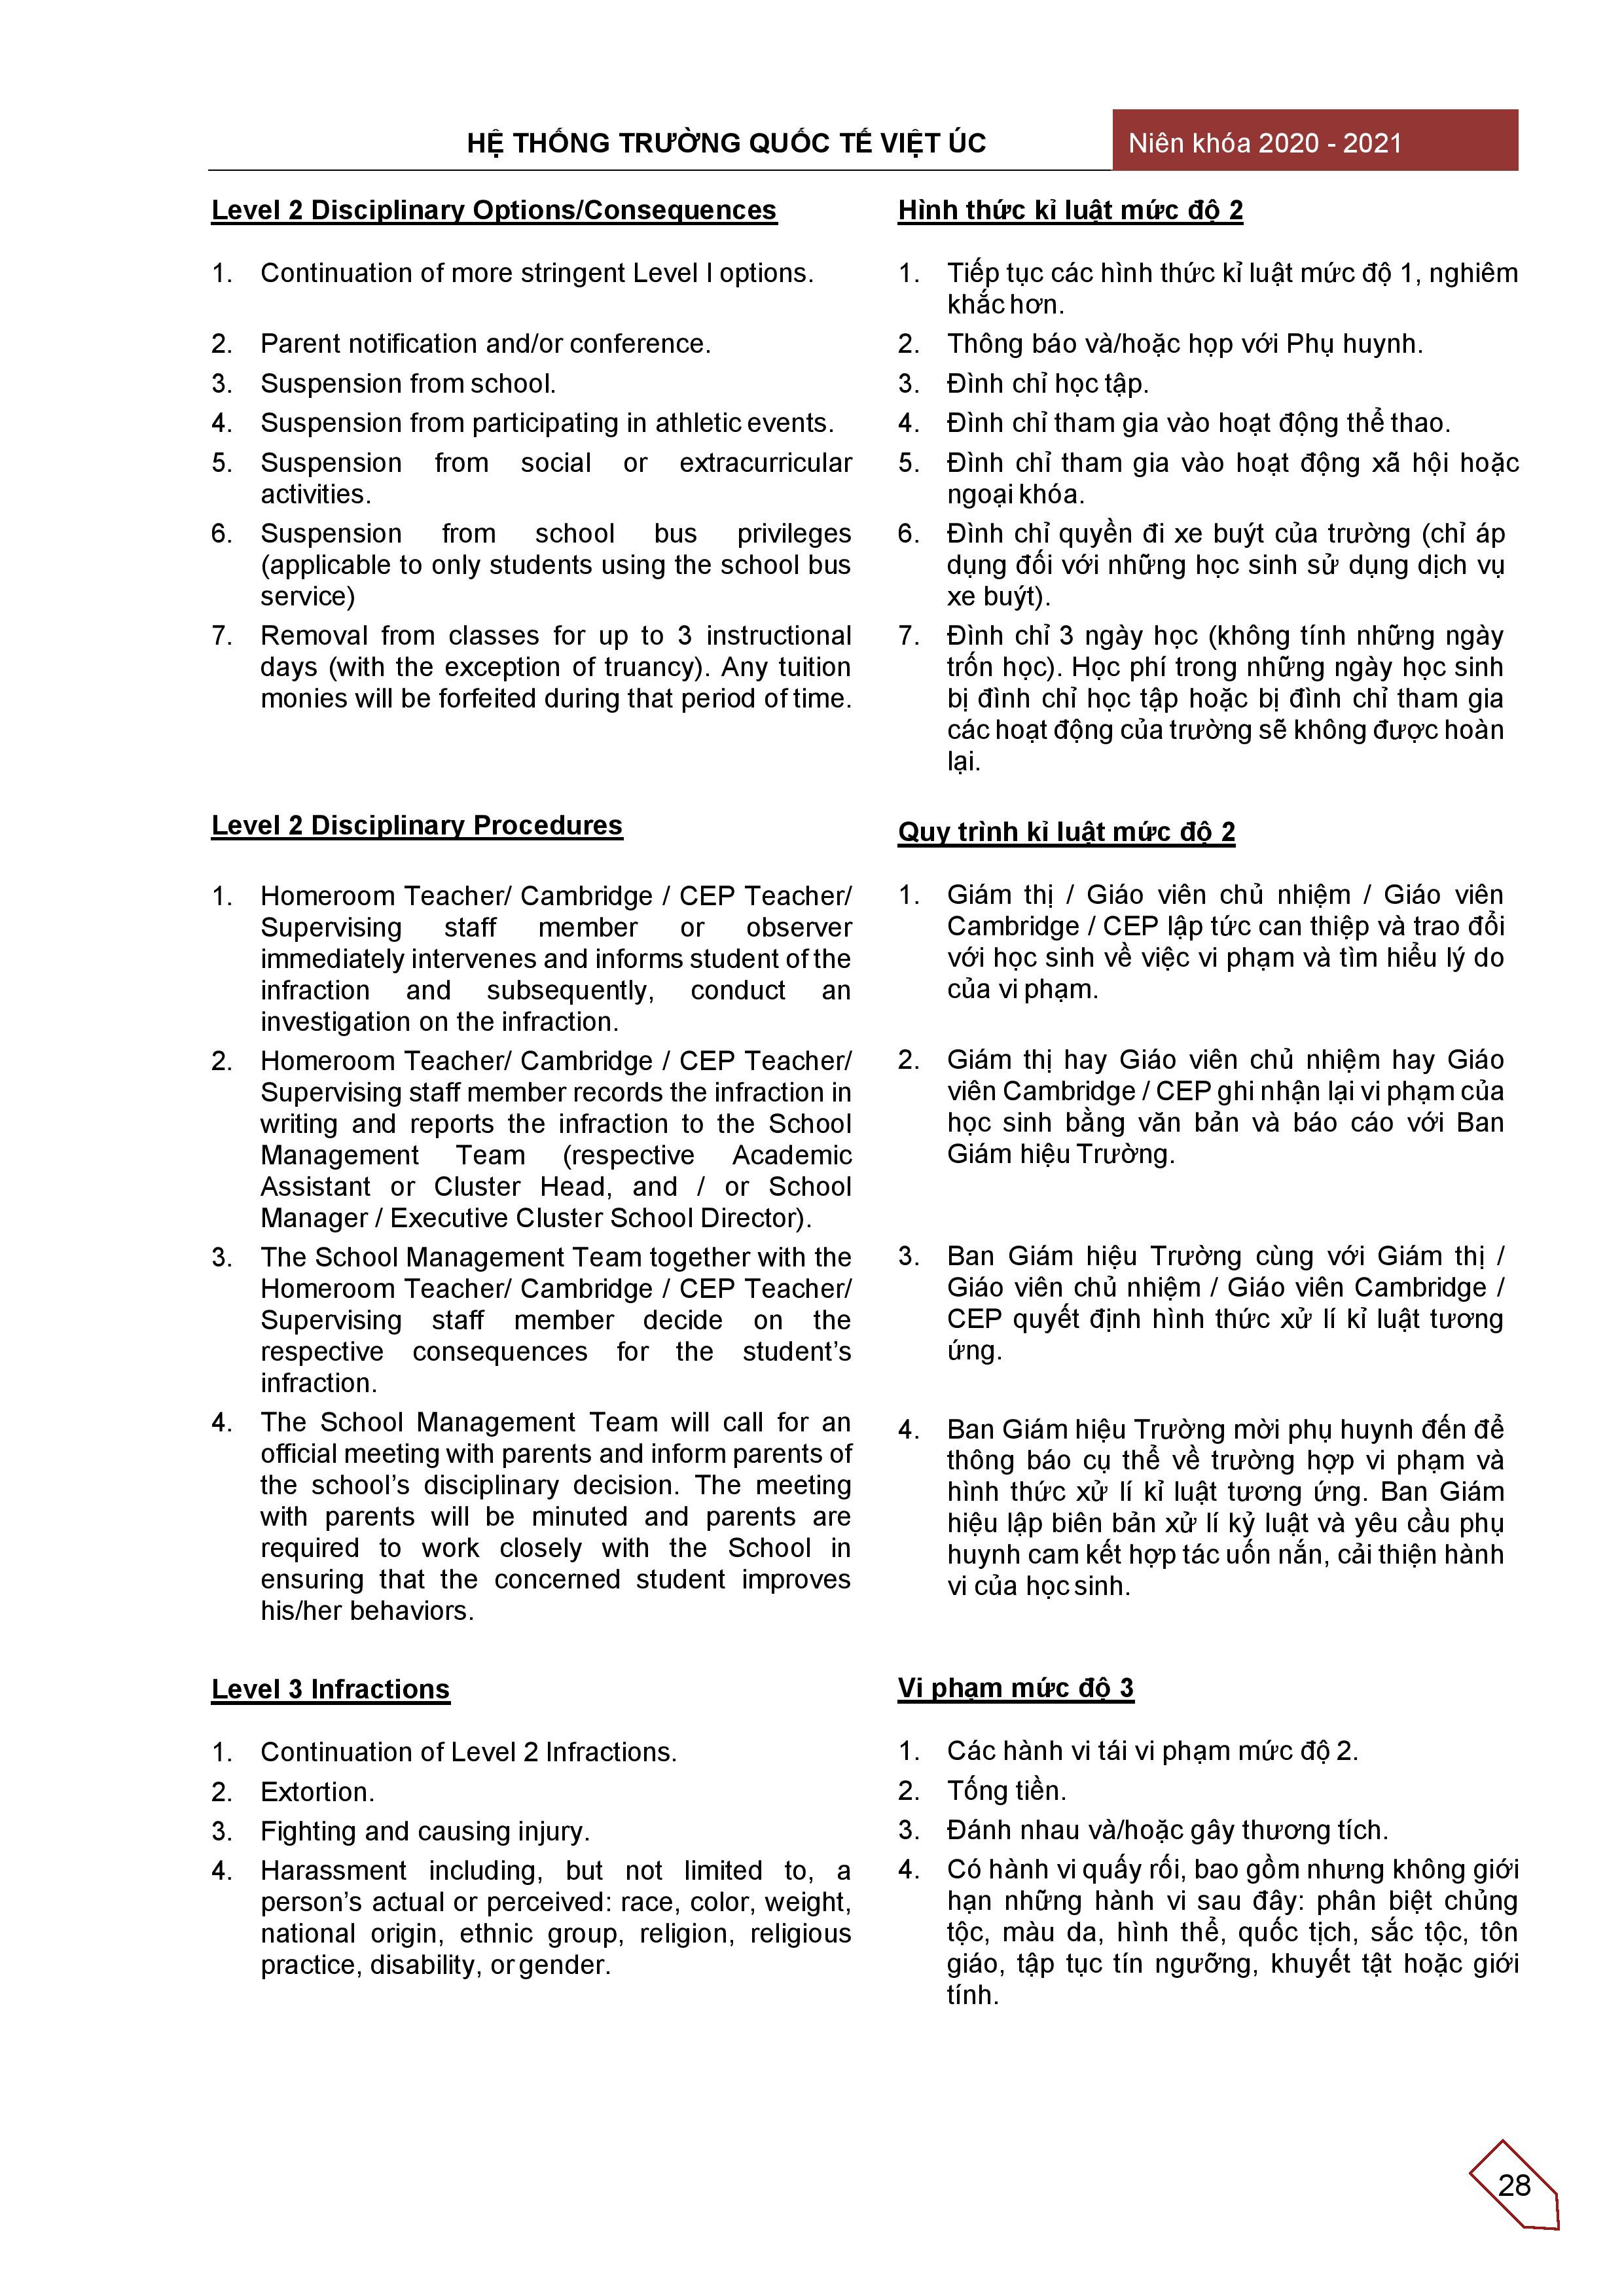 HỆ THỐNG TRƯỜNG QUỐC TẾ VIỆT ÚC
Niên khóa 2020 - 2021
Level 2 Disciplinary Options/Consequences
1. Continuation of more stringent Level I options.
2. Parent notification and/or conference.
3. Suspension from school.
4. Suspension from participating in athletic events.
5. Suspension from social or extracurricular
activities.
6. Suspension from school bus privileges
(applicable to only students using the school bus
service)
7. Removal from classes for up to 3 instructional
days (with the exception of truancy). Any tuition
monies will be forfeited during that period of time.
Hình thức kỉ luật mức độ 2
1. Tiếp tục các hình thức kỉ luật mức độ 1, nghiêm
khắc hơn.
2. Thông báo và/hoặc họp với Phụ huynh.
3. Đình chỉ học tập.
4. Đình chỉ tham gia vào hoạt động thể thao.
5. Đình chỉ tham gia vào hoạt động xã hội hoặc
ngoại khóa.
6. Đình chỉ quyền đi xe buýt của trường (chỉ áp
dụng đối với những học sinh sử dụng dịch vụ
xe buýt).
7. Đình chỉ 3 ngày học (không tính những ngày
trốn học). Học phí trong những ngày học sinh
bị đình chỉ học tập hoặc bị đình chỉ tham gia
các hoạt động của trường sẽ không được hoàn
lại.
Level 2 Disciplinary Procedures
1. Homeroom Teacher/ Cambridge / CEP Teacher/
Supervising staff member or observer
immediately intervenes and informs student of the
infraction and subsequently, conduct an
investigation on the infraction.
2. Homeroom Teacher/ Cambridge / CEP Teacher/
Supervising staff member records the infraction in
writing and reports the infraction to the School
Management Team (respective Academic
Assistant or Cluster Head, and / or School
Manager / Executive Cluster School Director).
3. The School Management Team together with the
Homeroom Teacher/ Cambridge / CEP Teacher/
Supervising staff member decide on the
respective consequences for the student’s
infraction.
4. The School Management Team will call for an
official meeting with parents and inform parents of
the school’s disciplinary decision. The meeting
with parents will be minuted and parents are
required to work closely with the School in
ensuring that the concerned student improves
his/her behaviors.
Quy trình kỉ luật mức độ 2
1. Giám thị / Giáo viên chủ nhiệm / Giáo viên
Cambridge / CEP lập tức can thiệp và trao đổi
với học sinh về việc vi phạm và tìm hiểu lý do
của vi phạm.
2. Giám thị hay Giáo viên chủ nhiệm hay Giáo
viên Cambridge / CEP ghi nhận lại vi phạm của
học sinh bằng văn bản và báo cáo với Ban
Giám hiệu Trường.
3. Ban Giám hiệu Trường cùng với Giám thị /
Giáo viên chủ nhiệm / Giáo viên Cambridge /
CEP quyết định hình thức xử lí kỉ luật tương
ứng.
4. Ban Giám hiệu Trường mời phụ huynh đến để
thông báo cụ thể về trường hợp vi phạm và
hình thức xử lí kỉ luật tương ứng. Ban Giám
hiệu lập biên bản xử lí kỷ luật và yêu cầu phụ
huynh cam kết hợp tác uốn nắn, cải thiện hành
vi của học sinh.
Level 3 Infractions
1. Continuation of Level 2 Infractions.
2. Extortion.
3. Fighting and causing injury.
4. Harassment including, but not limited to, a
person’s actual or perceived: race, color, weight,
national origin, ethnic group, religion, religious
practice, disability, or gender.
Vi phạm mức độ 3
1. Các hành vi tái vi phạm mức độ 2.
2. Tống tiền.
3. Đánh nhau và/hoặc gây thương tích.
4. Có hành vi quấy rối, bao gồm nhưng không giới
hạn những hành vi sau đây: phân biệt chủng
tộc, màu da, hình thể, quốc tịch, sắc tộc, tôn
giáo, tập tục tín ngưỡng, khuyết tật hoặc giới
tính.
28